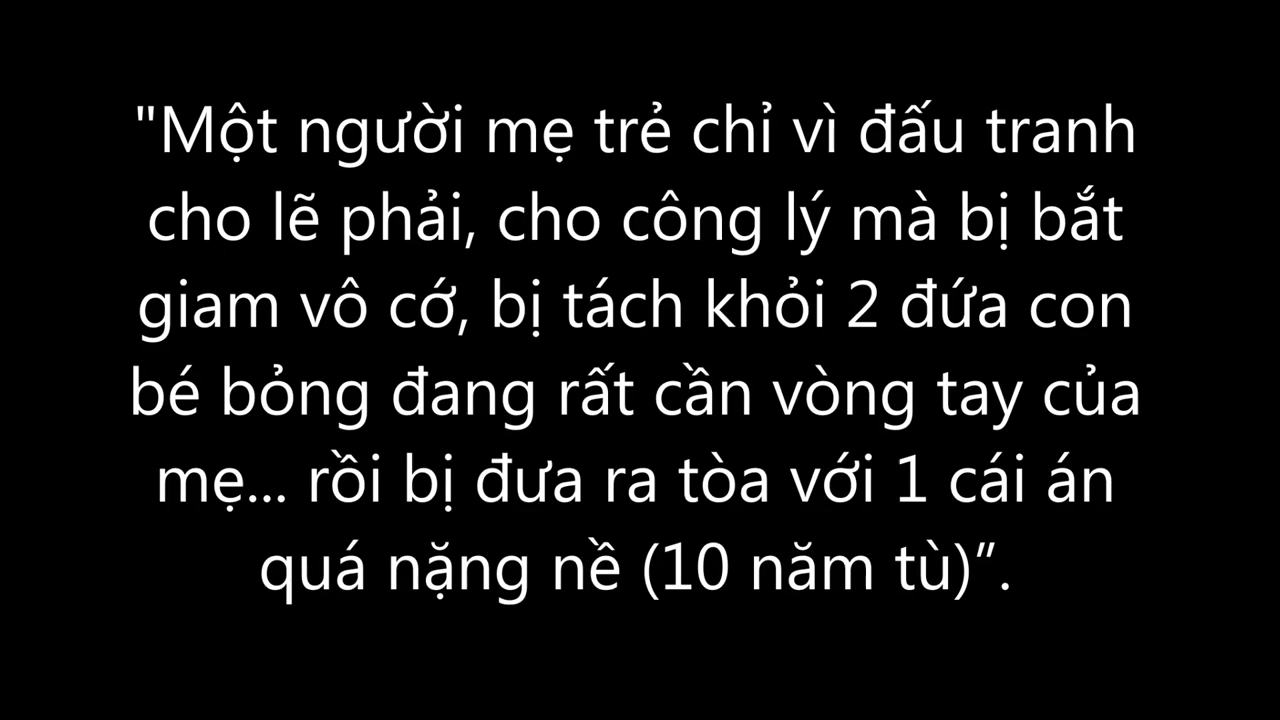 "Một người mẹ trẻ chỉ vì đấu tranh
cho lẽ phải, cho công lý mà bị bắt
giam vô cớ, bị tách khỏi 2 đứa con
bé bỏng đang rất cần vòng tay của
mẹ... rồi bị đưa ra tòa với 1 cái án
quá nặng nề (10 năm tù)”.